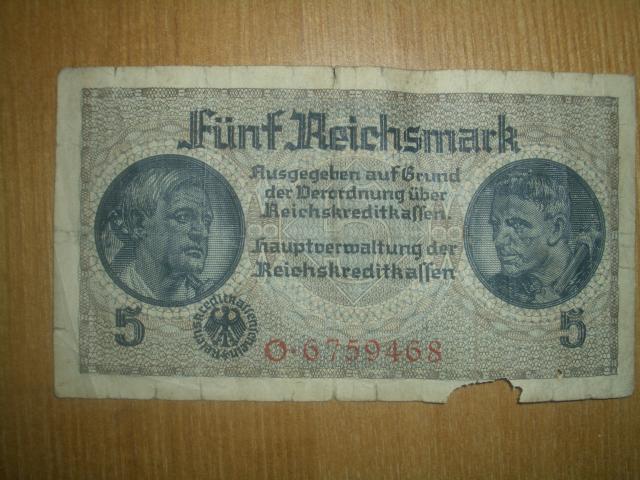 Fünf Reichsmark
Ausgegeben auf Grund
der Verordnung über
Reichskreditkassen.
Hauptverwaltung der
Reichskreditkassen
5
5
O·6759468